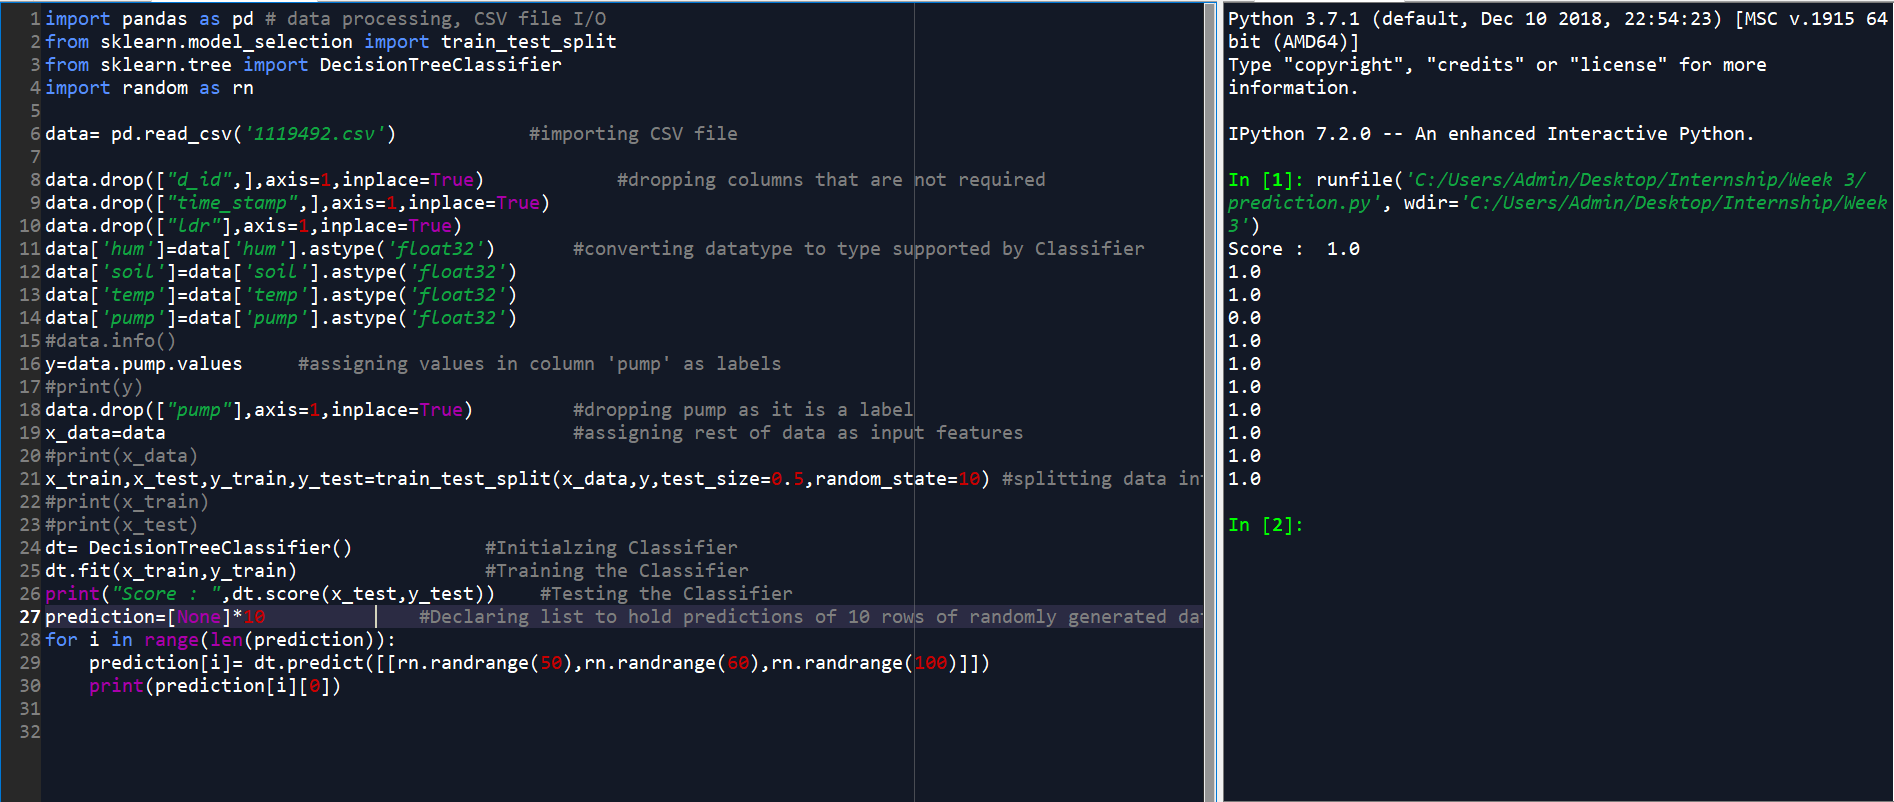 1 import pandas as pd # data processing, CSV file I/O
2 from sklearn.model_selection import train_test_split
3 from sklearn.tree import DecisionTreeClassifier
4 import random as rn
5
6 data= pd.read_csv('1119492.csv')            #importing CSV file
7
8 data.drop(["d_id",],axis=1,inplace=True)            #dropping columns that are not required
9 data.drop(["time_stamp",],axis=1,inplace=True)
10 data.drop(["ldr"],axis=1,inplace=True)
11 data['hum']=data['hum'].astype('float32')       #converting datatype to type supported by Classifier
12 data['soil']=data['soil'].astype('float32')
13 data['temp']=data['temp'].astype('float32')
14 data['pump']=data['pump'].astype('float32')
15 #data.info()
16 y=data.pump.values     #assigning values in column 'pump' as labels
17 #print(y)
18 data.drop(["pump"],axis=1,inplace=True)         #dropping pump as it is a label
19 x_data=data                                     #assigning rest of data as input features
20 #print(x_data)
21 x_train,x_test,y_train,y_test=train_test_split(x_data,y,test_size=0.5,random_state=10) #splitting data in
22 #print(x_train)
23 #print(x_test)
24 dt= DecisionTreeClassifier()            #Initialzing Classifier
25 dt.fit(x_train,y_train)                 #Training the Classifier
26 print("Score : ",dt.score(x_test,y_test))    #Testing the Classifier
27 prediction=[None]*10              #Declaring list to hold predictions of 10 rows of randomly generated da
28 for i in range(len(prediction)):
29     prediction[i]= dt.predict([[rn.randrange(50),rn.randrange(60),rn.randrange(100)]])
30     print(prediction[i][0])
31
32
Python 3.7.1 (default, Dec 10 2018, 22:54:23) [MSC v.1915 64
bit (AMD64)]
Type "copyright", "credits" or "license" for more
information.
IPython 7.2.0 -- An enhanced Interactive Python.
In [1]: runfile('C:/Users/Admin/Desktop/Internship/Week 3/
prediction.py', wdir='C:/Users/Admin/Desktop/Internship/Week
3')
Score :  1.0
1.0
1.0
0.0
1.0
1.0
1.0
1.0
1.0
1.0
1.0
In [2]: